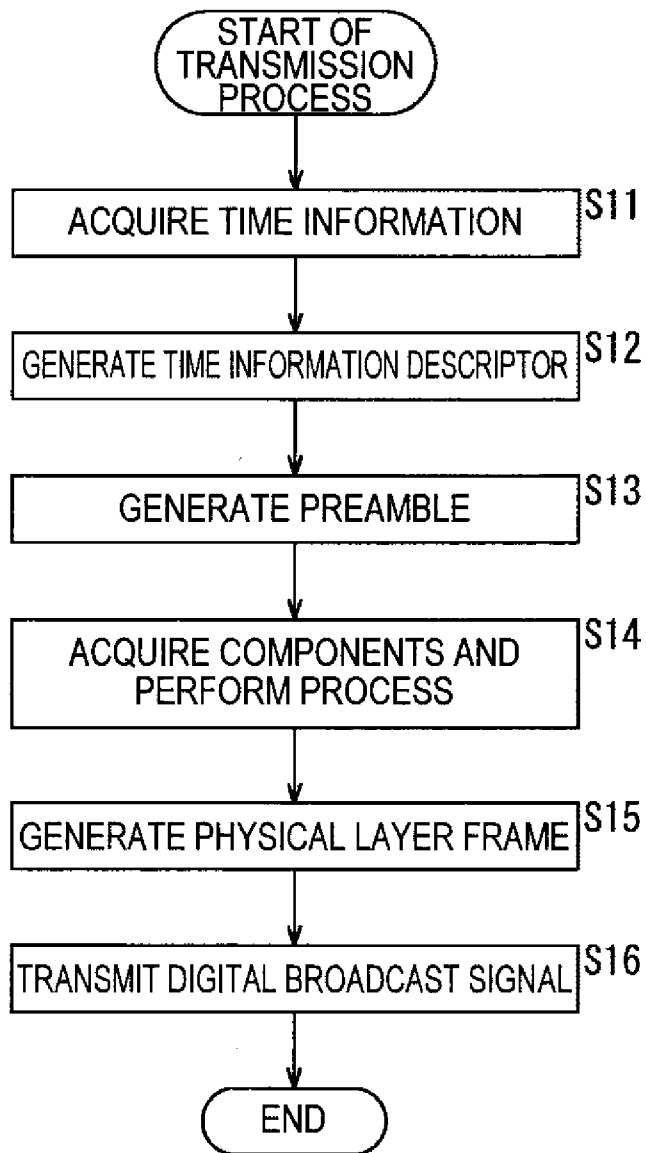 START OF
TRANSMISSION
PROCESS
S11
ACQUIRE TIME INFORMATION
S12
GENERATE TIME INFORMATION DESCRIPTOR
S13
GENERATE PREAMBLE
S14
ACQUIRE COMPONENTS AND
PERFORM PROCESS
S15
GENERATE PHYSICAL LAYER FRAME
S16
TRANSMIT DIGITAL BROADCAST SIGNAL
END